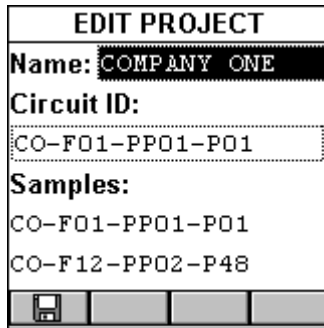 EDIT PROJECT
Name: COMPANY ONE
Circuit ID:
CO-F01-PP01-P01
Samples:
CO-F01-PP01-P01
CO-F12-PP02-P48